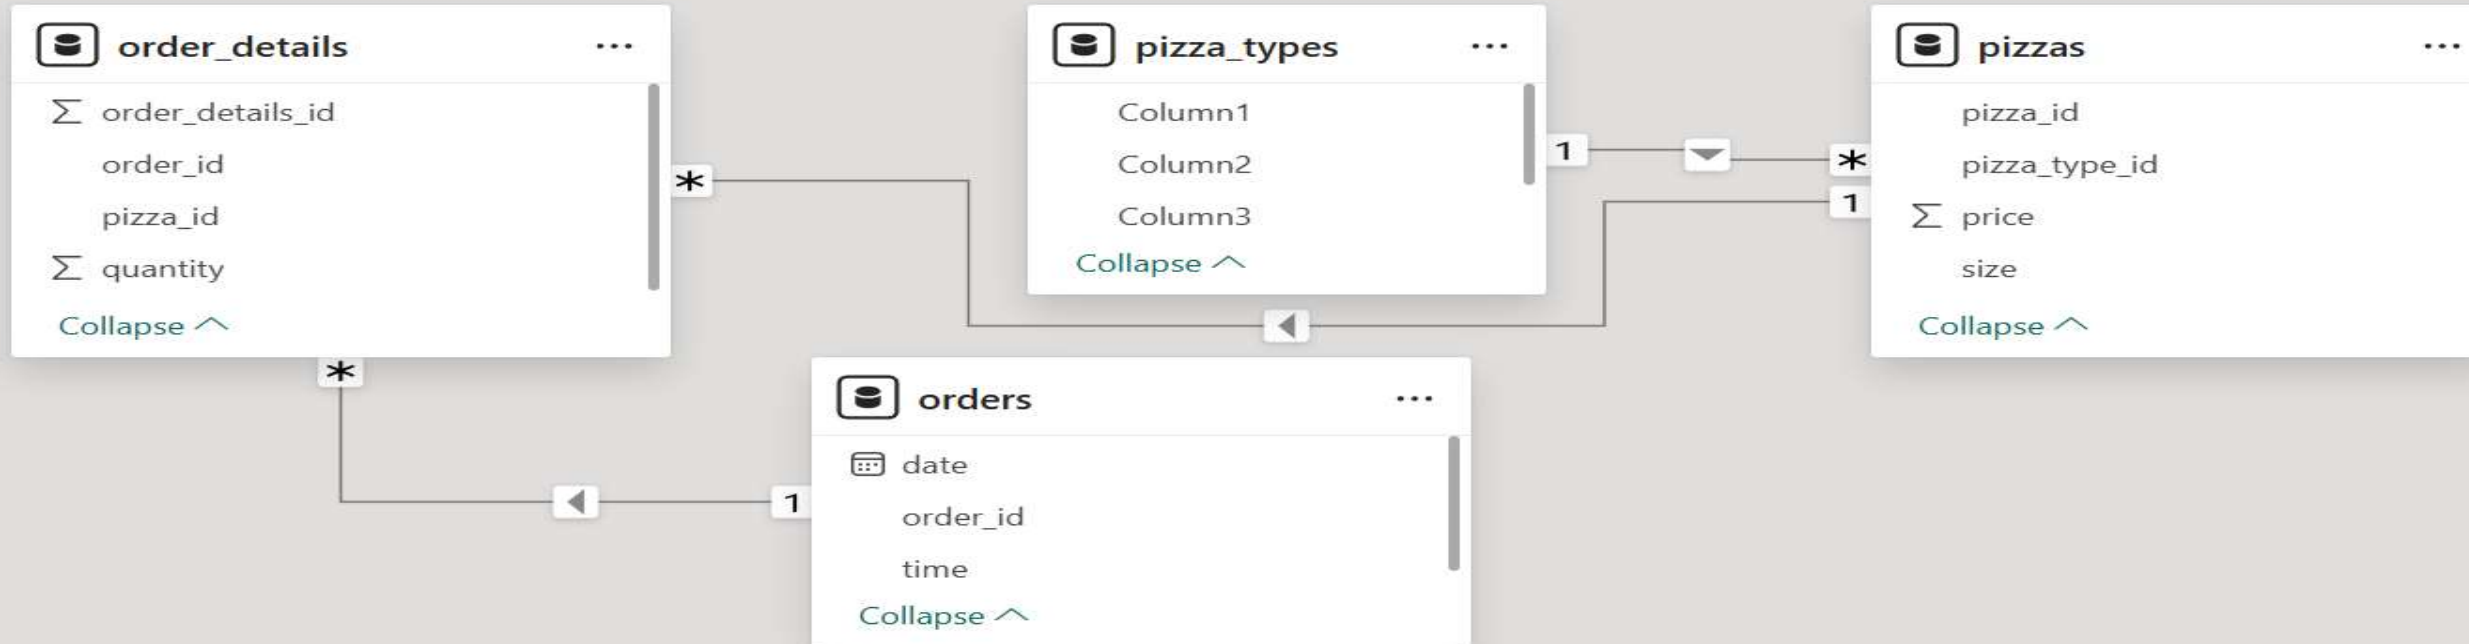 order_details ...
Σ order_details_id
order_id
pizza_id
Σ quantity
Collapse
*
*
pizza_types ...
Column1
Column2
Column3
Collapse
1
*
1
pizzas ...
pizza_id
pizza_type_id
Σ price
size
Collapse
orders ...
date
order_id
time
Collapse
1